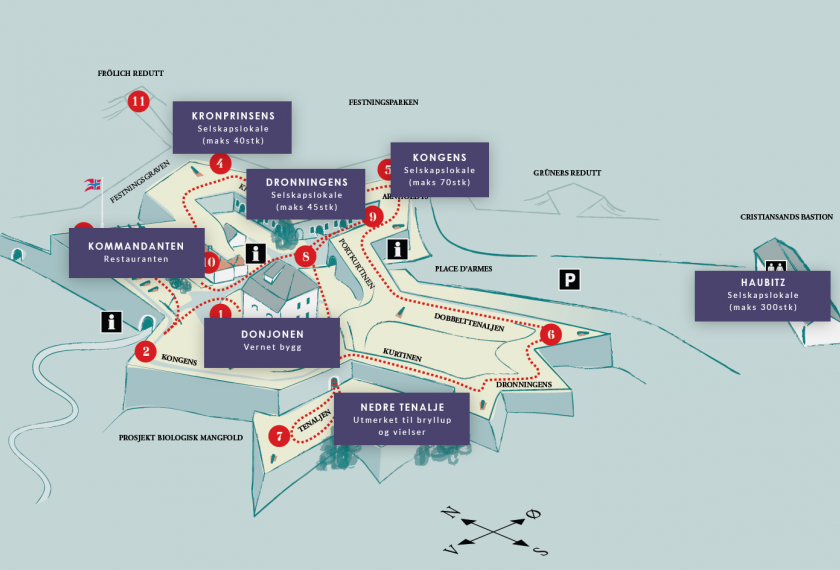 FRÖLICH REDUTT
11
FESTNINGSPARKEN
KRONPRINSENS
Selskapslokale
(maks 40stk)
FESTNINGSGRAVEN
4
5
KONGENS
Selskapslokale
(maks 70stk)
DRONNINGENS
Selskapslokale
(maks 45stk)
GRÜNERS REDUTT
9
CRISTIANSANDS BASTION
KOMMANDANTEN
Restauranten
10
i
8
i
PORTKURTINEN
PLACE D'ARMES
P
HAUBITZ
Selskapslokale
(maks 300stk)
i
1
DONJONEN
Vernet bygg
DOBBELTTENALJEN
6
2
KONGENS
KURTINEN
DRONNINGENS
NEDRE TENALJE
Utmerket til bryllup
og vielser
TENALJEN
7
PROSJEKT BIOLOGISK MANGFOLD
N
Ø
V
S